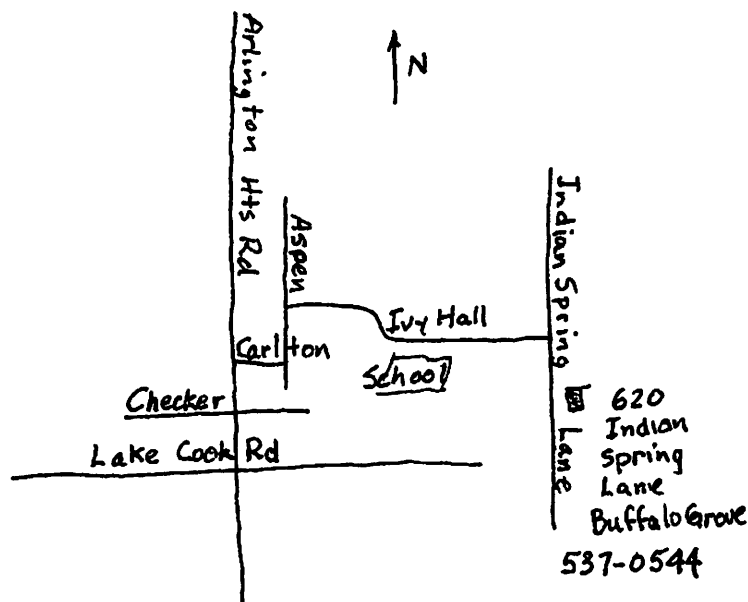 Arlington Hts Rd
N
Aspen
Indian Spring Lane
Ivy Hall
Carlton
School
Checker
Lake Cook Rd
620
Indian
Spring
Lane
Buffalo Grove
537-0544